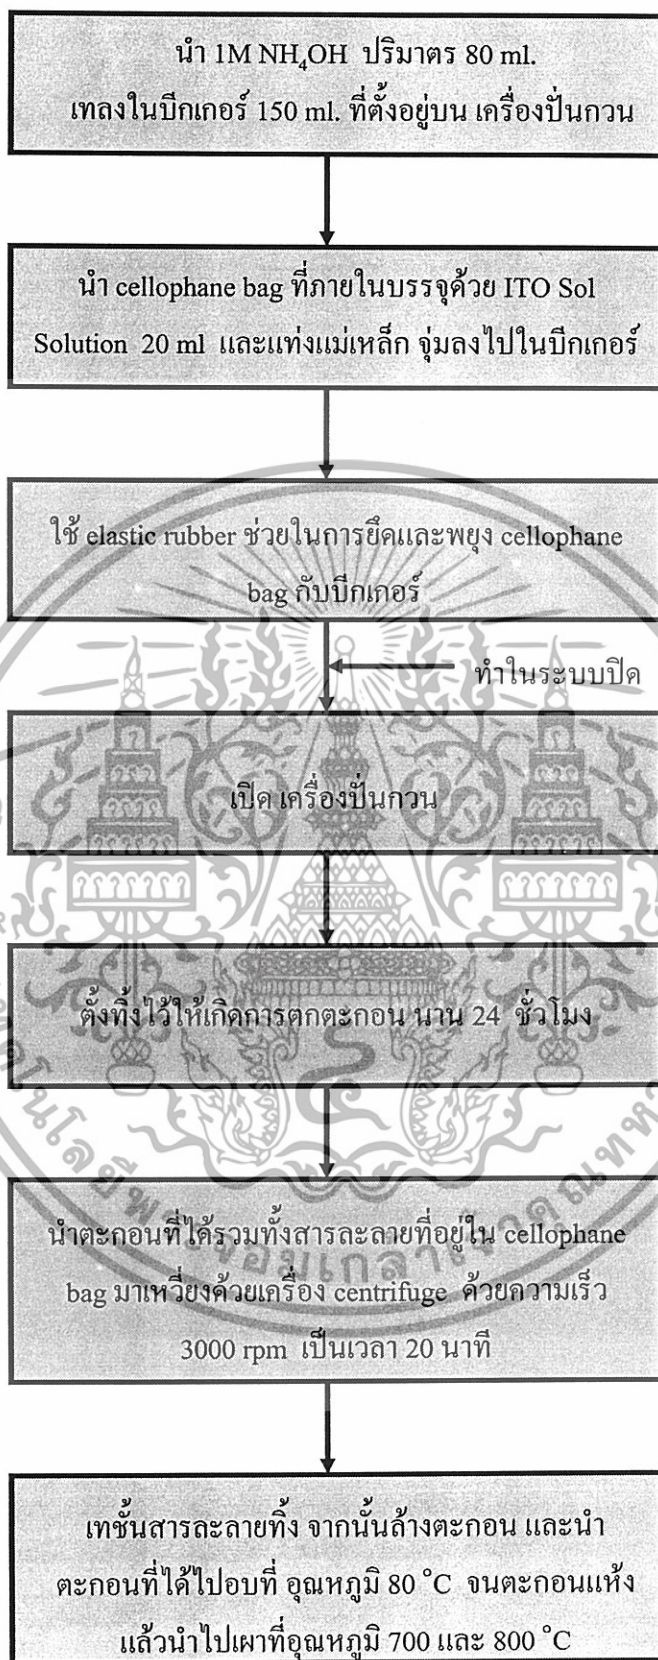 นำ 1M NH₄OH ปริมาตร 80 ml.
เทลงในบีกเกอร์ 150 ml. ที่ตั้งอยู่บน เครื่องปั่นกวน
นำ cellophane bag ที่ภายในบรรจุด้วย ITO Sol
Solution 20 ml และแท่งแม่เหล็ก จุ่มลงไปในบีกเกอร์
ใช้ elastic rubber ช่วยในการยึดและพยุง cellophane
bag กับบีกเกอร์
ทำในระบบปิด
เปิด เครื่องปั่นกวน
ตั้งทิ้งไว้ให้เกิดการตกตะกอน นาน 24 ชั่วโมง
นำตะกอนที่ได้รวมทั้งสารละลายที่อยู่ใน cellophane
bag มาเหวี่ยงด้วยเครื่อง centrifuge ด้วยความเร็ว
3000 rpm เป็นเวลา 20 นาที
เทชั้นสารละลายทิ้ง จากนั้นล้างตะกอน และนำ
ตะกอนที่ได้ไปอบที่ อุณหภูมิ 80 °C จนตะกอนแห้ง
แล้วนำไปเผาที่อุณหภูมิ 700 และ 800 °C